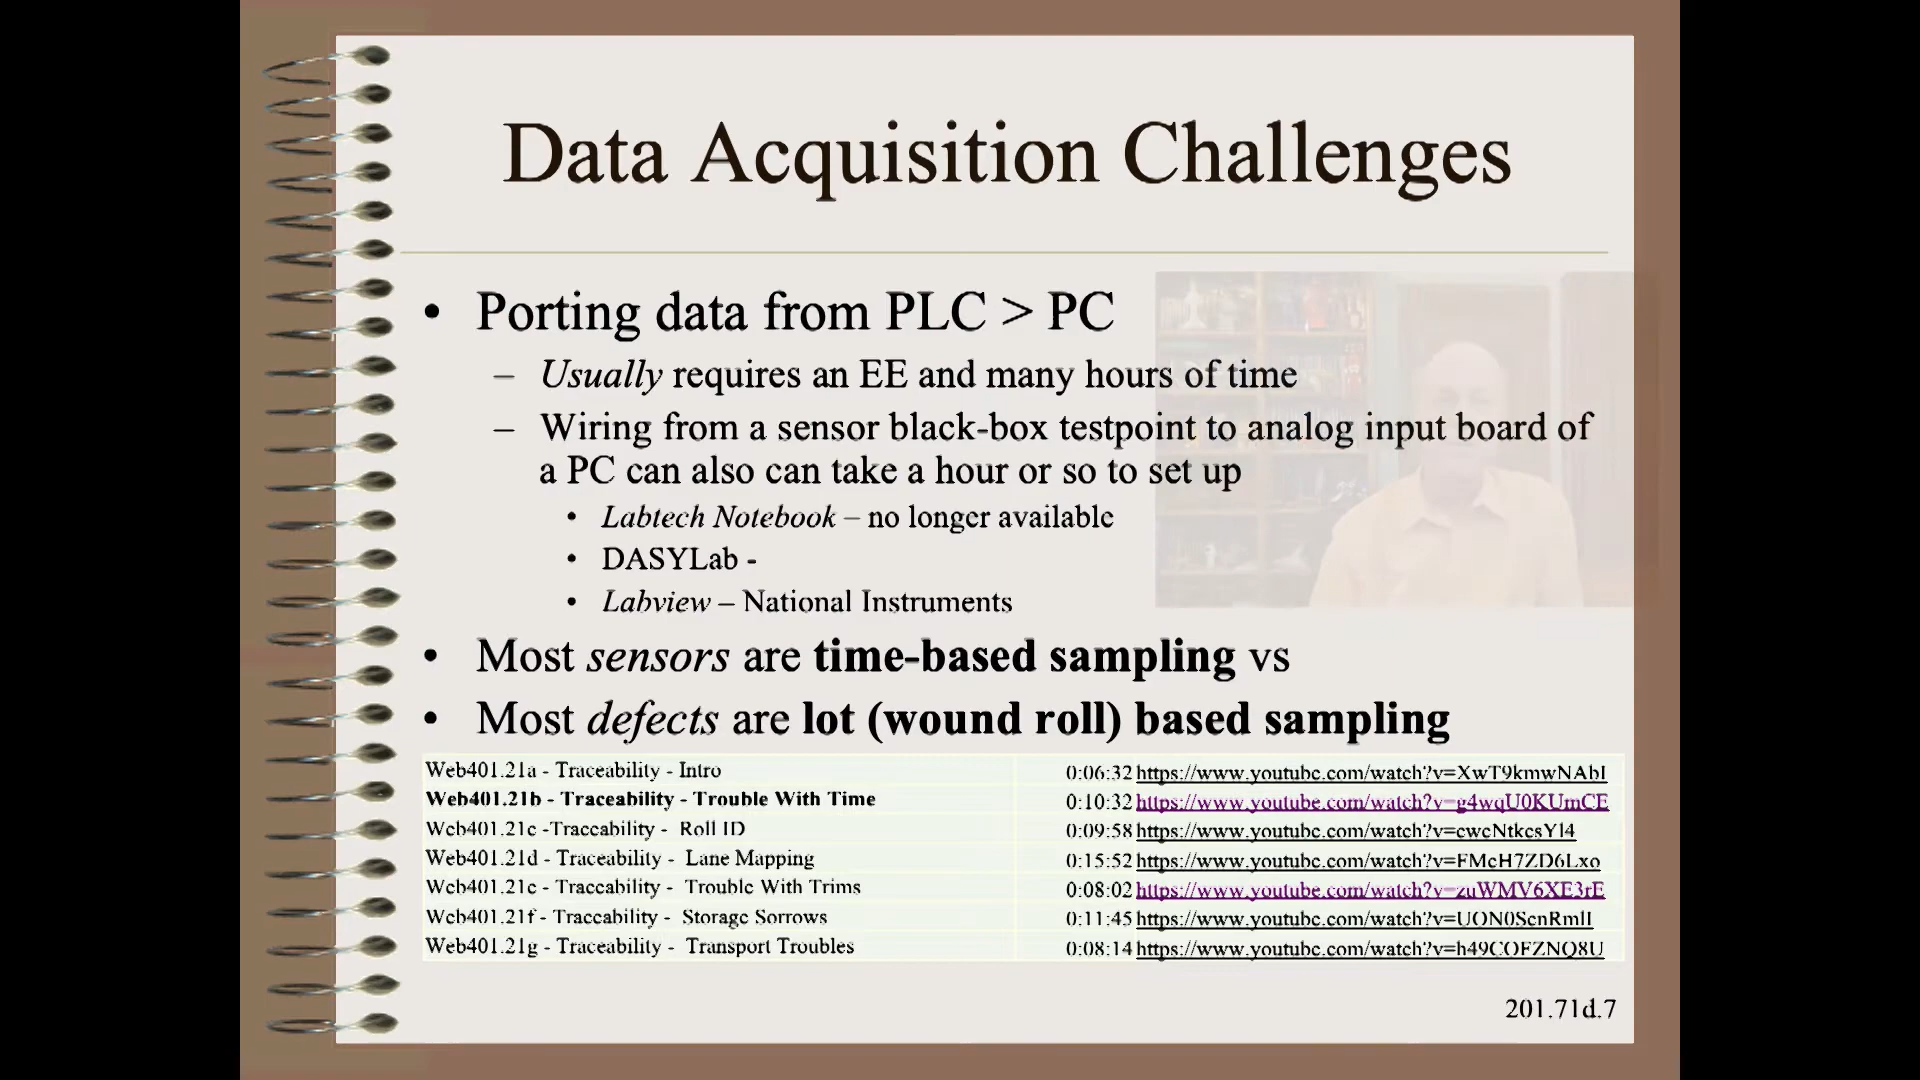 Data Acquisition Challenges
• Porting data from PLC > PC
– Usually requires an EE and many hours of time
– Wiring from a sensor black-box testpoint to analog input board of
a PC can also can take a hour or so to set up
• Labtech Notebook – no longer available
• DASYLab -
• Labview – National Instruments
• Most sensors are time-based sampling vs
• Most defects are lot (wound roll) based sampling
Web401.21a - Traceability - Intro 0:06:32 https://www.youtube.com/watch?v=XwT9kmwNAbI
Web401.21b - Traceability - Trouble With Time 0:10:32 https://www.youtube.com/watch?v=g4wqU0KUmCE
Web401.21c -Traceability - Roll ID 0:09:58 https://www.youtube.com/watch?v=cwcNtkcsYl4
Web401.21d - Traceability - Lane Mapping 0:15:52 https://www.youtube.com/watch?v=FMcH7ZD6Lxo
Web401.21e - Traceability - Trouble With Trims 0:08:02 https://www.youtube.com/watch?v=zuWMV6XE3rE
Web401.21f - Traceability - Storage Sorrows 0:11:45
Web401.21g - Traceability - Transport Troubles 0:08:14 https://www.youtube.com/watch?v=h49COFZNQ8U
201.71d.7